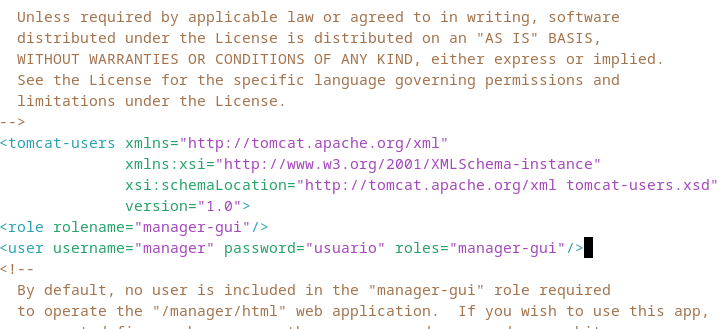 Unless required by applicable law or agreed to in writing, software
distributed under the License is distributed on an "AS IS" BASIS,
WITHOUT WARRANTIES OR CONDITIONS OF ANY KIND, either express or implied.
See the License for the specific language governing permissions and
limitations under the License.
-->
<tomcat-users xmlns="http://tomcat.apache.org/xml"
xmlns:xsi="http://www.w3.org/2001/XMLSchema-instance"
xsi:schemaLocation="http://tomcat.apache.org/xml tomcat-users.xsd"
version="1.0">
<role rolename="manager-gui"/>
<user username="manager" password="usuario" roles="manager-gui"/>
<!--
By default, no user is included in the "manager-gui" role required
to operate the "/manager/html" web application.  If you wish to use this app,